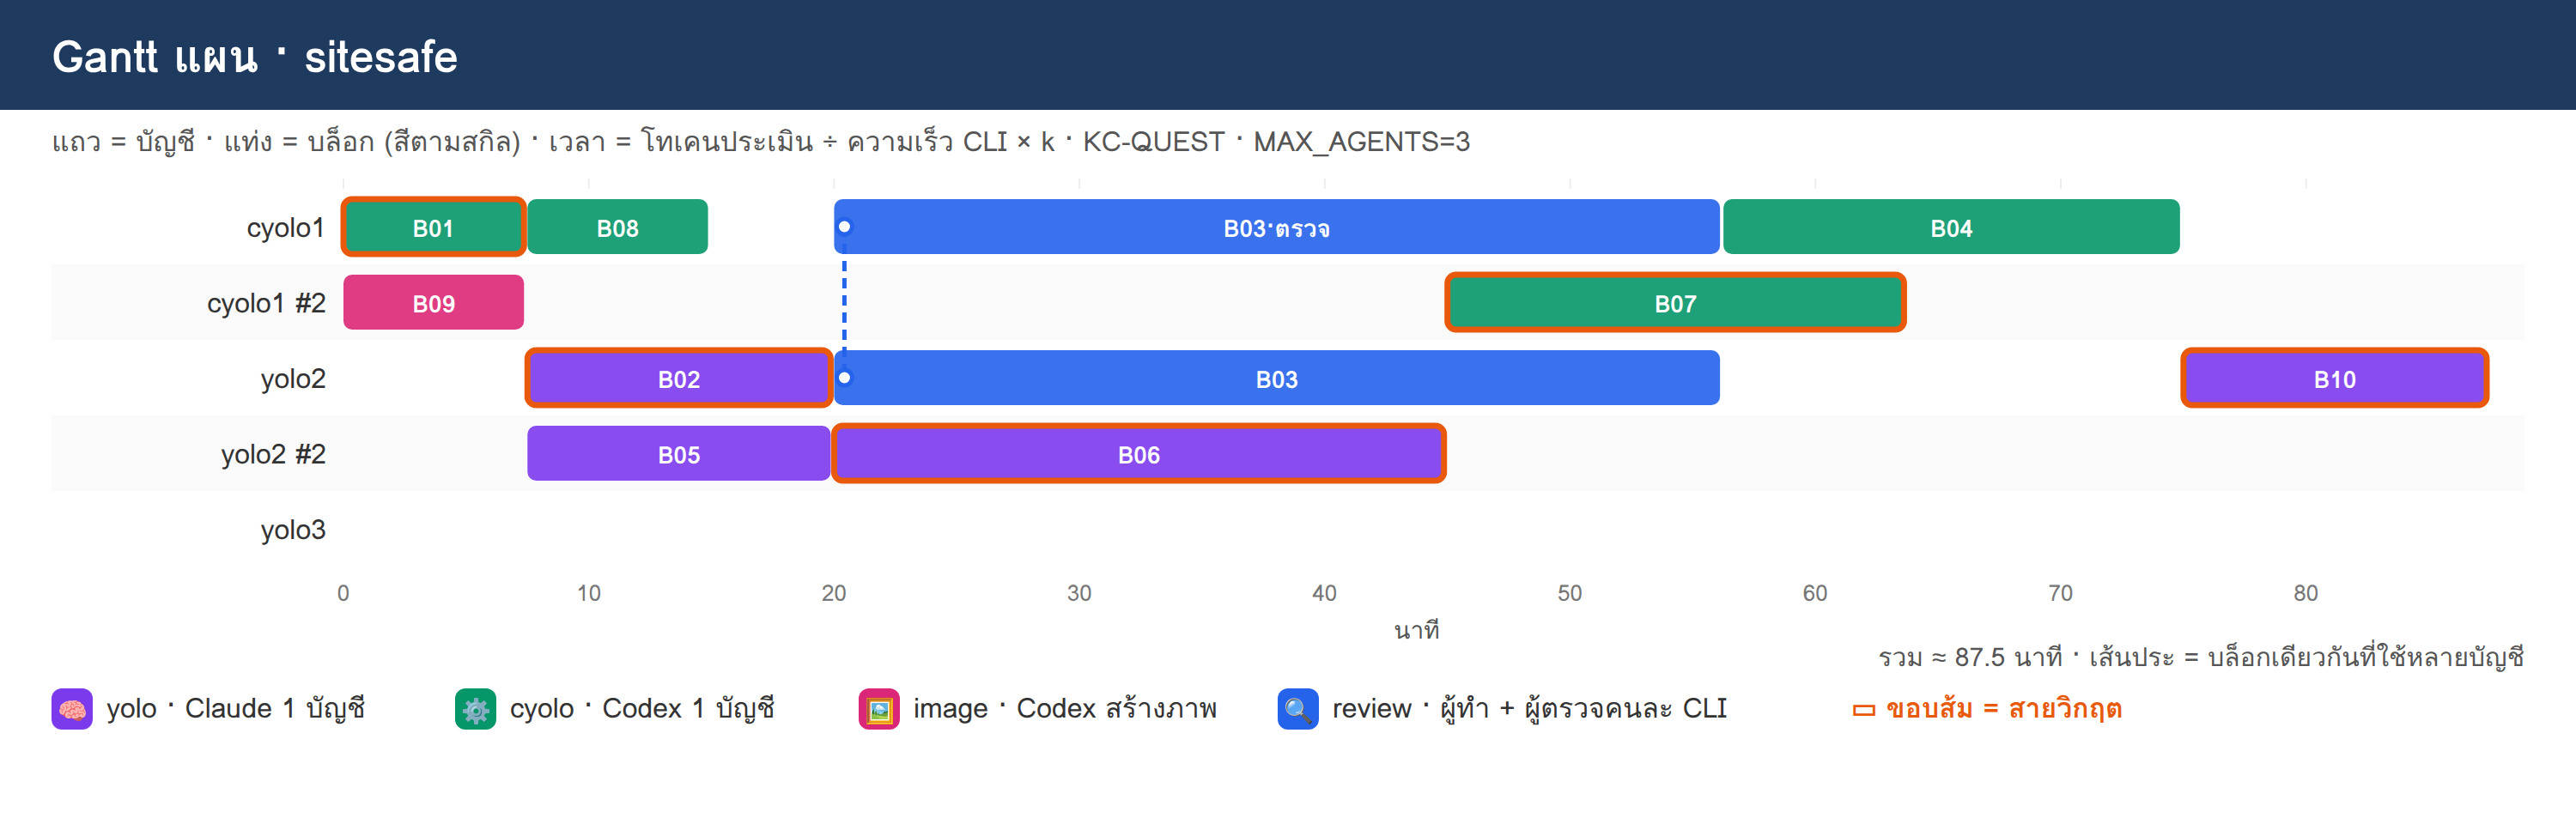 Gantt แผน · sitesafe
แถว = บัญชี · แท่ง = บล็อก (สีตามสกิล) · เวลา = โทเคนประเมิน ÷ ความเร็ว CLI × k · KC-QUEST · MAX_AGENTS=3
cyolo1 B01 B08 B03·ตรวจ B04
cyolo1 #2 B09 B07
yolo2 B02 B03 B10
yolo2 #2 B05 B06
yolo3
0 10 20 30 40 50 60 70 80
นาที
รวม ≈ 87.5 นาที · เส้นประ = บล็อกเดียวกันที่ใช้หลายบัญชี
yolo · Claude 1 บัญชี cyolo · Codex 1 บัญชี image · Codex สร้างภาพ review · ผู้ทำ + ผู้ตรวจคนละ CLI ขอบส้ม = สายวิกฤต